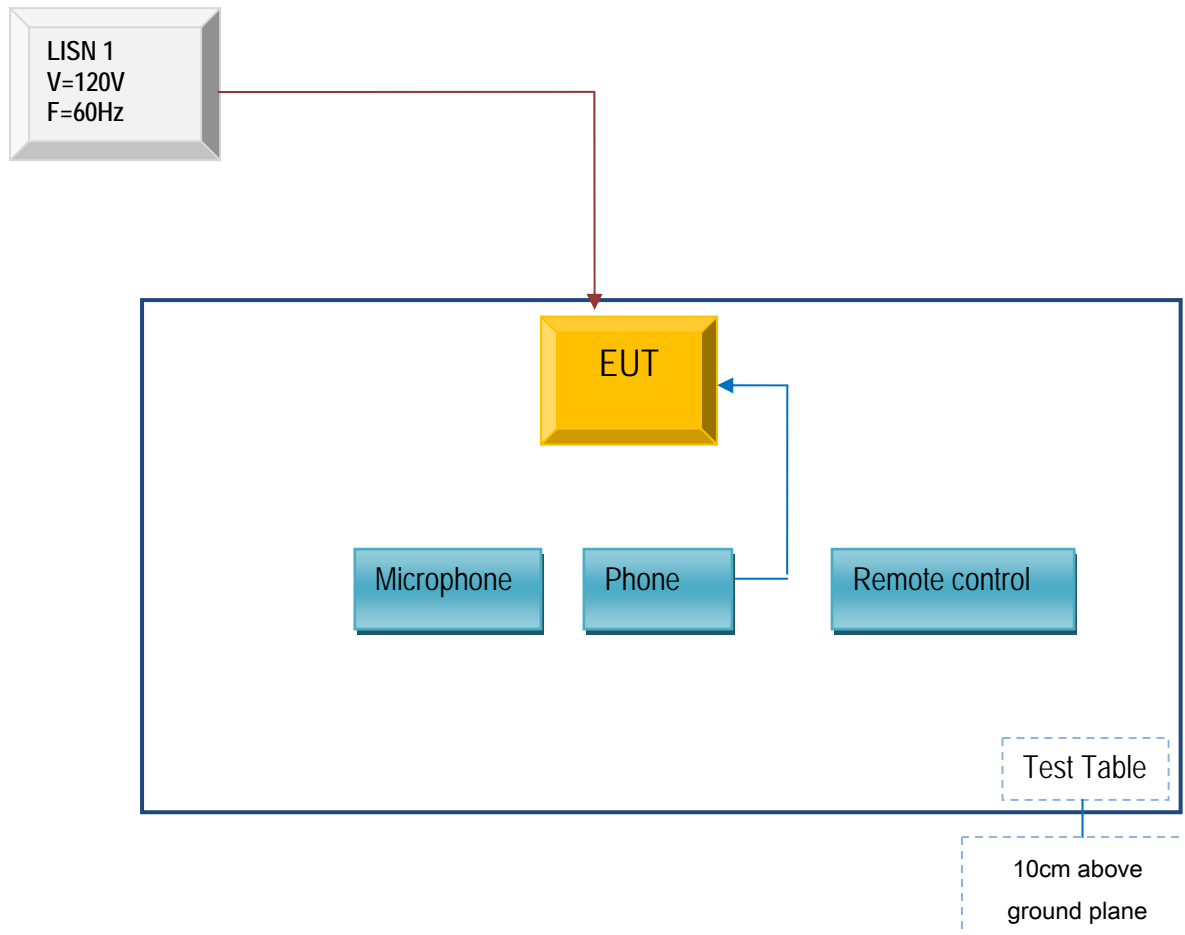 LISN 1
V=120V
F=60Hz
EUT
Microphone
Phone
Remote control
Test Table
10cm above
ground plane